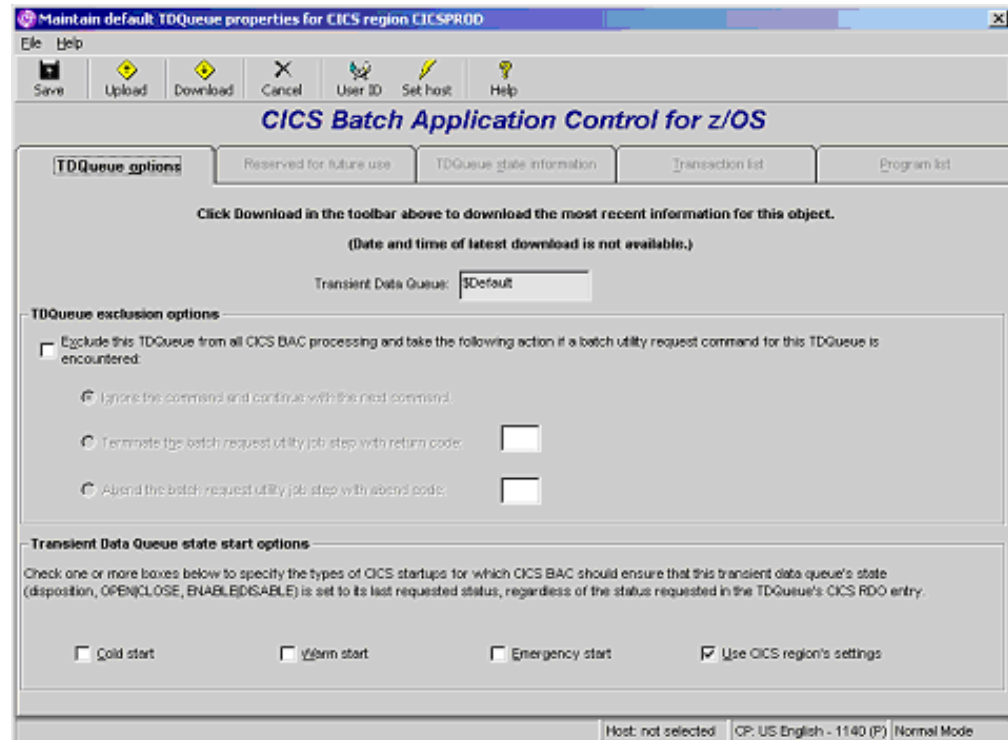 Maintain default TDQueue properties for CICS region CICSPROD
File Help
Save Upload Download Cancel User ID Set host Help
CICS Batch Application Control for z/OS
TDQueue options Reserved for future use TDQueue state information Transaction list Program list
Click Download in the toolbar above to download the most recent information for this object.
(Date and time of latest download is not available.)
Transient Data Queue: $Default
TDQueue exclusion options
Exclude this TDQueue from all CICS BAC processing and take the following action if a batch utility request command for this TDQueue is
encountered:
Ignore the command and continue with the next command.
Terminate the batch request utility job step with return code:
Abend the batch request utility job step with abend code:
Transient Data Queue state start options
Check one or more boxes below to specify the types of CICS startups for which CICS BAC should ensure that this transient data queue's state
(disposition, OPEN|CLOSE, ENABLE|DISABLE) is set to its last requested status, regardless of the status requested in the TDQueue's CICS RDO entry.
Cold start Warm start Emergency start Use CICS region's settings
Host: not selected CP: US English - 1140 (P) Normal Mode